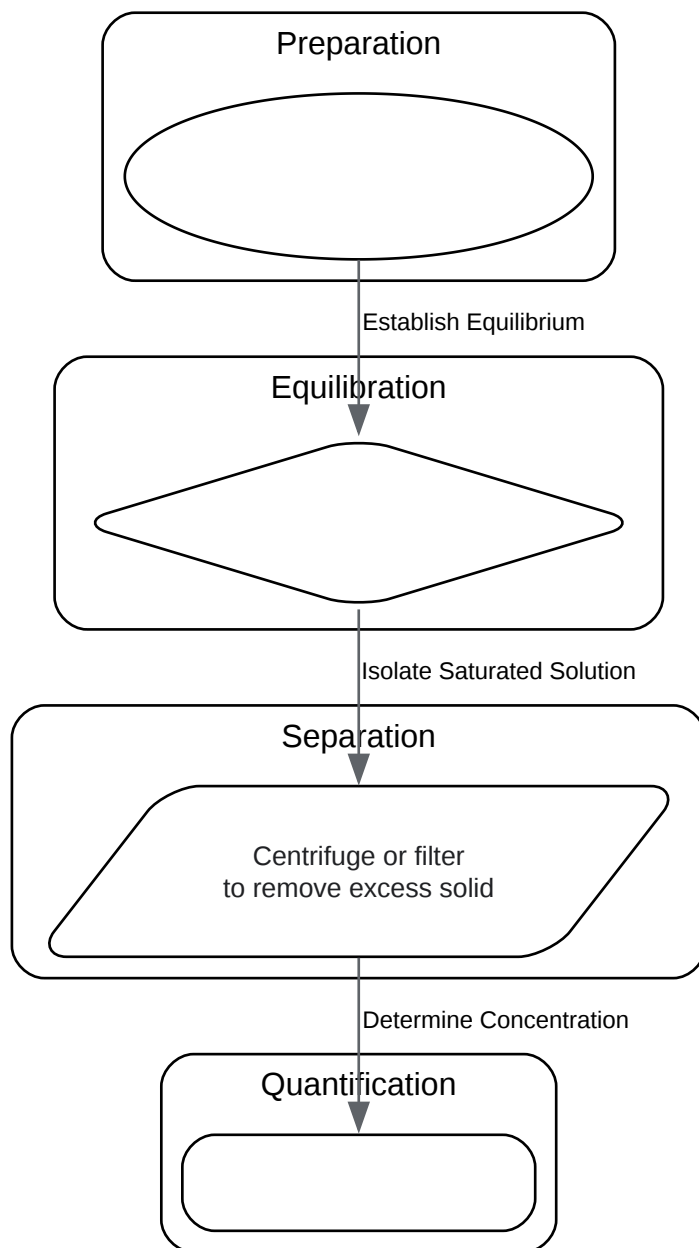 Preparation
Establish Equilibrium
Equilibration
Isolate Saturated Solution
Separation
Centrifuge or filter
to remove excess solid
Determine Concentration
Quantification